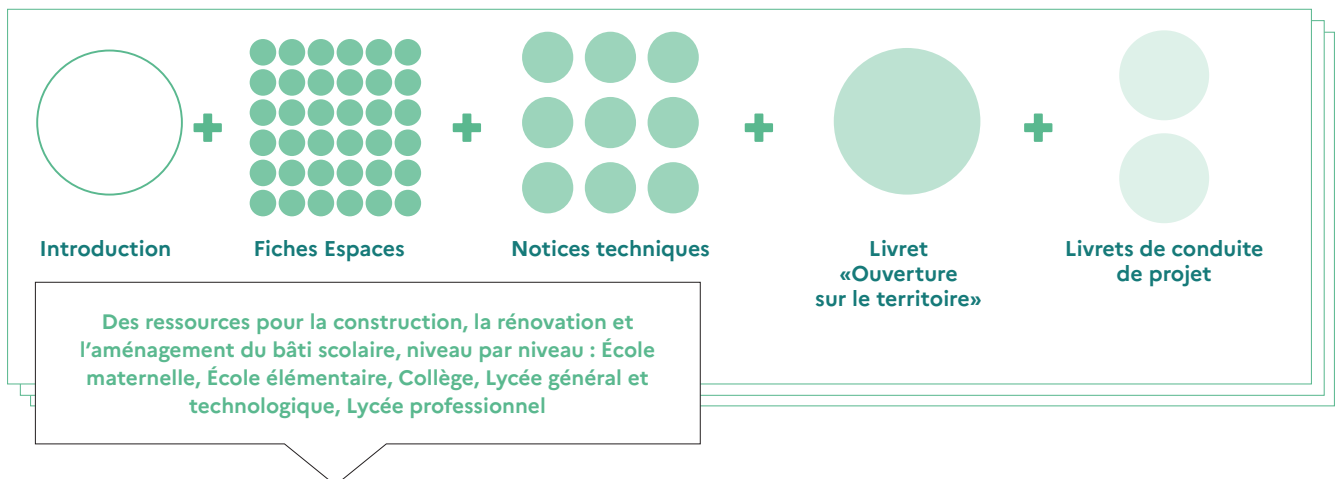 Introduction
Fiches Espaces
Notices techniques
Livret
«Ouverture
sur le territoire»
Livrets de conduite
de projet
Des ressources pour la construction, la rénovation et
l’aménagement du bâti scolaire, niveau par niveau : École
maternelle, École élémentaire, Collège, Lycée général et
technologique, Lycée professionnel